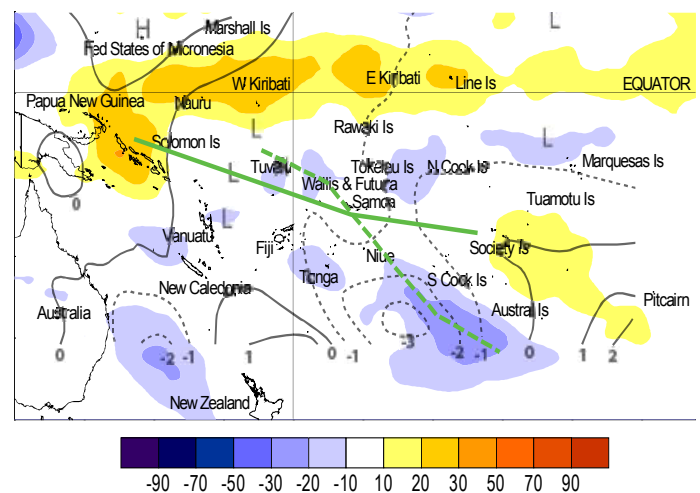 H
L
Marshall Is
Fed States of Micronesia
W Kiribati
E Kiribati
Line Is
EQUATOR
Papua New Guinea
Nauru
Rawaki Is
L
Solomon Is
L
Tuvalu
L
Tokelau Is
N Cook Is
Marquesas Is
Wallis & Futuna
Samoa
Tuamotu Is
0
L
Vanuatu
Fiji
Niue
Society Is
Tonga
S Cook Is
New Caledonia
Australia
Austral Is
Pitcairn
-3
0
-2
-1
1
0
-1
-2
-1
0
1
2
New Zealand
-90 -70 -50 -30 -20 -10 10 20 30 50 70 90